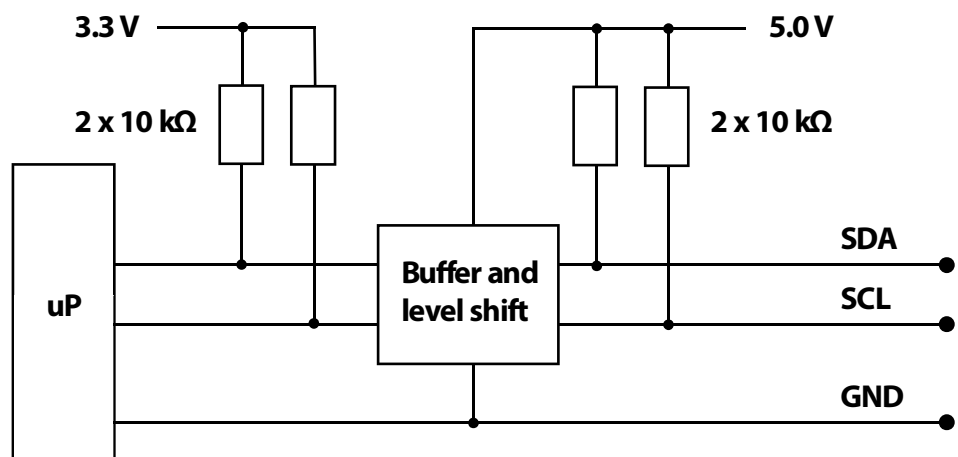 3.3 V
5.0 V
2 x 10 kΩ
2 x 10 kΩ
SDA
Buffer and
level shift
uP
SCL
GND